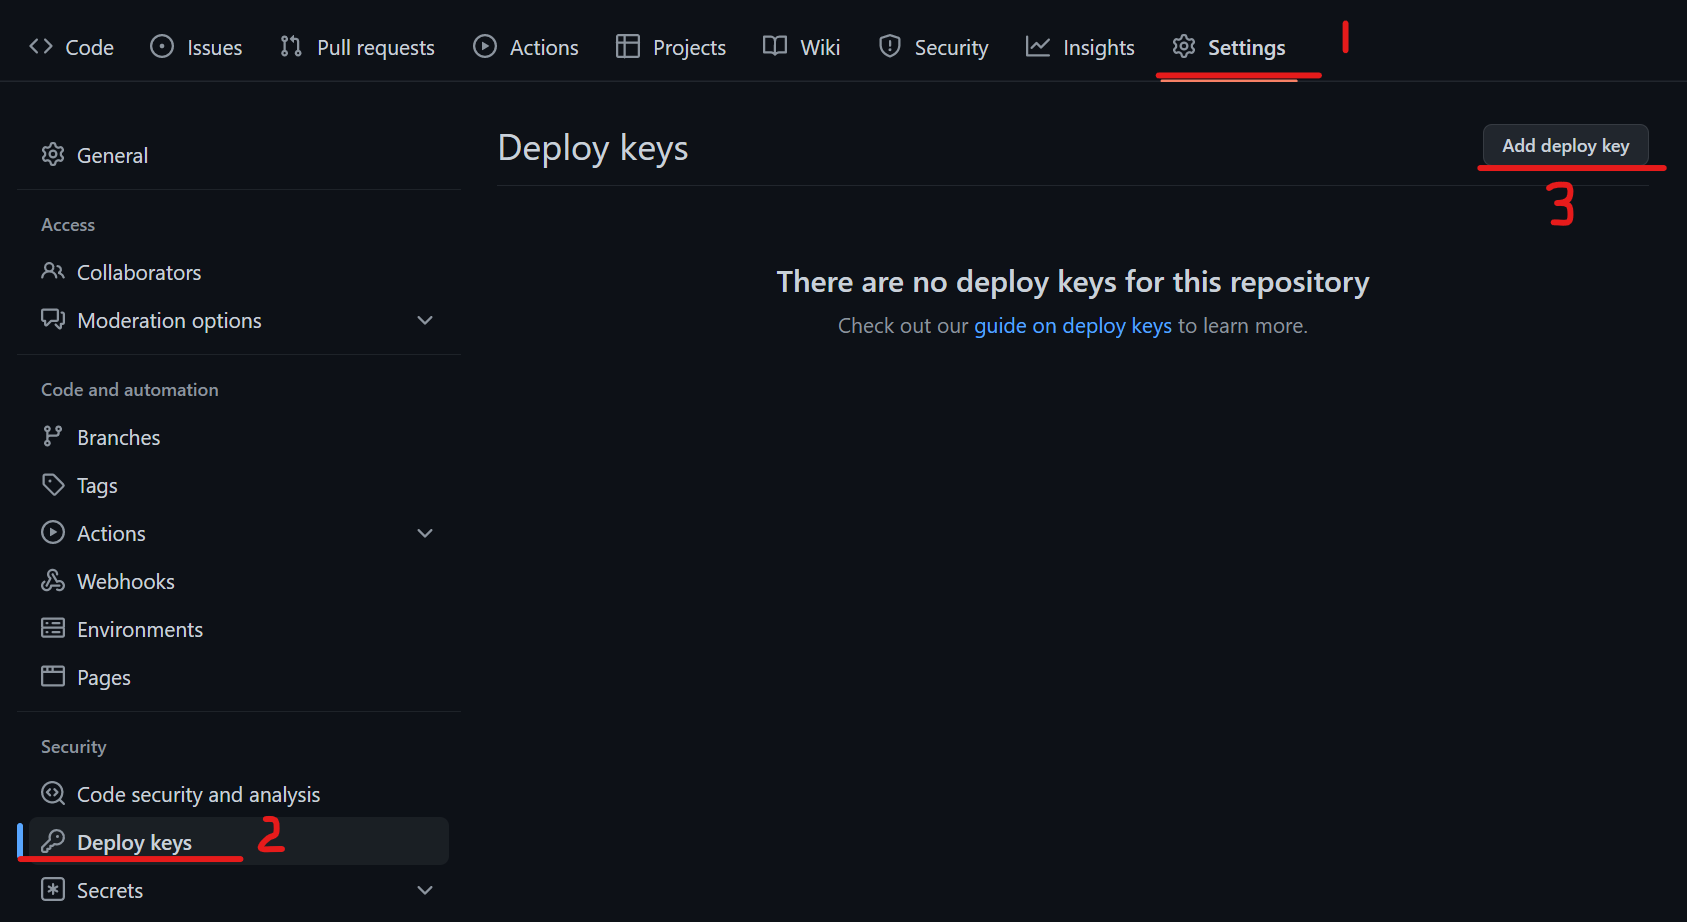 Code Issues Pull requests Actions Projects Wiki Security Insights Settings 1
General
Access
Collaborators
Moderation options
Code and automation
Branches
Tags
Actions
Webhooks
Environments
Pages
Security
Code security and analysis
Deploy keys 2
Secrets
Deploy keys
Add deploy key
3
There are no deploy keys for this repository
Check out our guide on deploy keys to learn more.